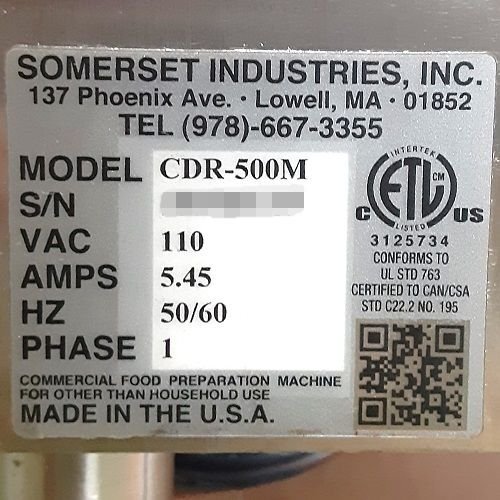 SOMERSET INDUSTRIES, INC.
137 Phoenix Ave. · Lowell, MA · 01852
TEL (978)-667-3355
MODEL CDR-500M
S/N
VAC 110
AMPS 5.45
HZ 50/60
PHASE 1
INTERTEK
ETL CM
C US
LISTED
3125734
CONFORMS TO
UL STD 763
CERTIFIED TO CAN/CSA
STD C22.2 NO. 195
COMMERCIAL FOOD PREPARATION MACHINE
FOR OTHER THAN HOUSEHOLD USE
MADE IN THE U.S.A.